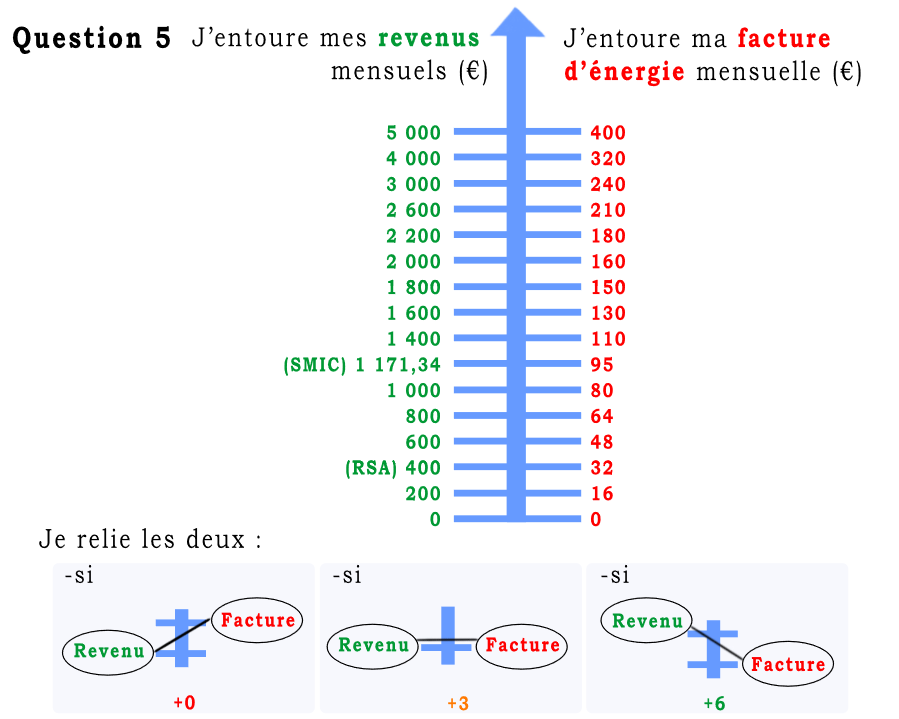 Question 5 J'entoure mes revenus
mensuels (€)
J'entoure ma facture
d'énergie mensuelle (€)
5 000 400
4 000 320
3 000 240
2 600 210
2 200 180
2 000 160
1 800 150
1 600 130
1 400 110
(SMIC) 1 171,34 95
1 000 80
800 64
600 48
(RSA) 400 32
200 16
0 0
Je relie les deux :
-si
Facture
Revenu
+0
-si
Revenu Facture
+3
-si
Revenu
Facture
+6